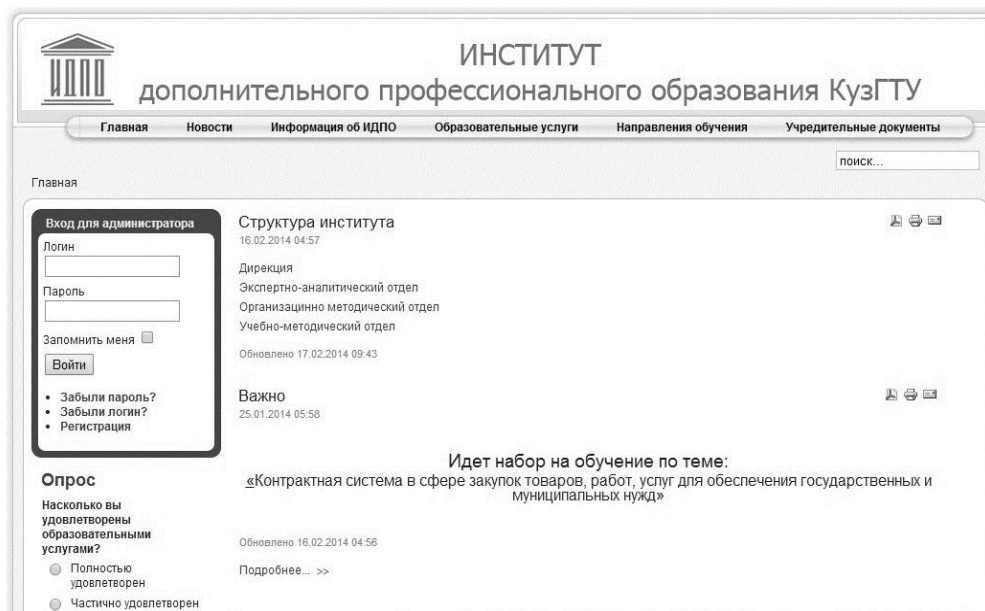 ИДПО
ИНСТИТУТ
дополнительного профессионального образования КузГТУ
Главная Новости Информация об ИДПО Образовательные услуги Направления обучения Учредительные документы
поиск...
Главная
Вход для администратора
Логин
Пароль
Запомнить меня
Войти
Забыли пароль?
Забыли логин?
Регистрация
Опрос
Насколько вы
удовлетворены
образовательными
услугами?
Полностью
удовлетворен
Частично удовлетворен
Структура института
16.02.2014 04:57
Дирекция
Экспертно-аналитический отдел
Организацинно методический отдел
Учебно-методический отдел
Обновлено 17.02.2014 09:43
Важно
25.01.2014 05:58
Идет набор на обучение по теме:
«Контрактная система в сфере закупок товаров, работ, услуг для обеспечения государственных и
муниципальных нужд»
Обновлено 16.02.2014 04:56
Подробнее... >>